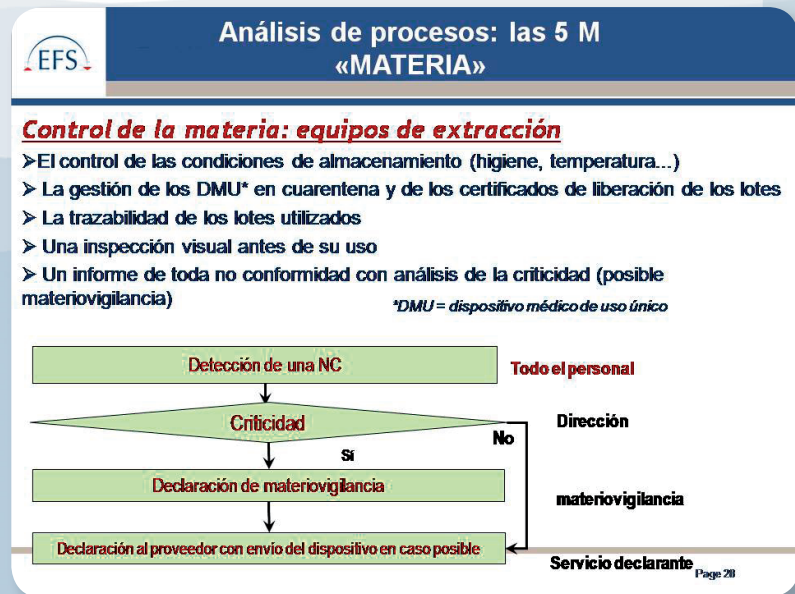 EFS
Análisis de procesos: las 5 M
«MATERIA»
Control de la materia: equipos de extracción
➢El control de las condiciones de almacenamiento (higiene, temperatura...)
➢ La gestión de los DMU* en cuarentena y de los certificados de liberación de los lotes
➢ La trazabilidad de los lotes utilizados
➢ Una inspección visual antes de su uso
➢ Un informe de toda no conformidad con análisis de la criticidad (posible
materiovigilancia)
*DMU = dispositivo médico de uso único
Detección de una NC
Todo el personal
Criticidad
Dirección
No
Sí
Declaración de materiovigilancia
materiovigilancia
Declaración al proveedor con envío del dispositivo en caso posible
Servicio declarante
Page 28